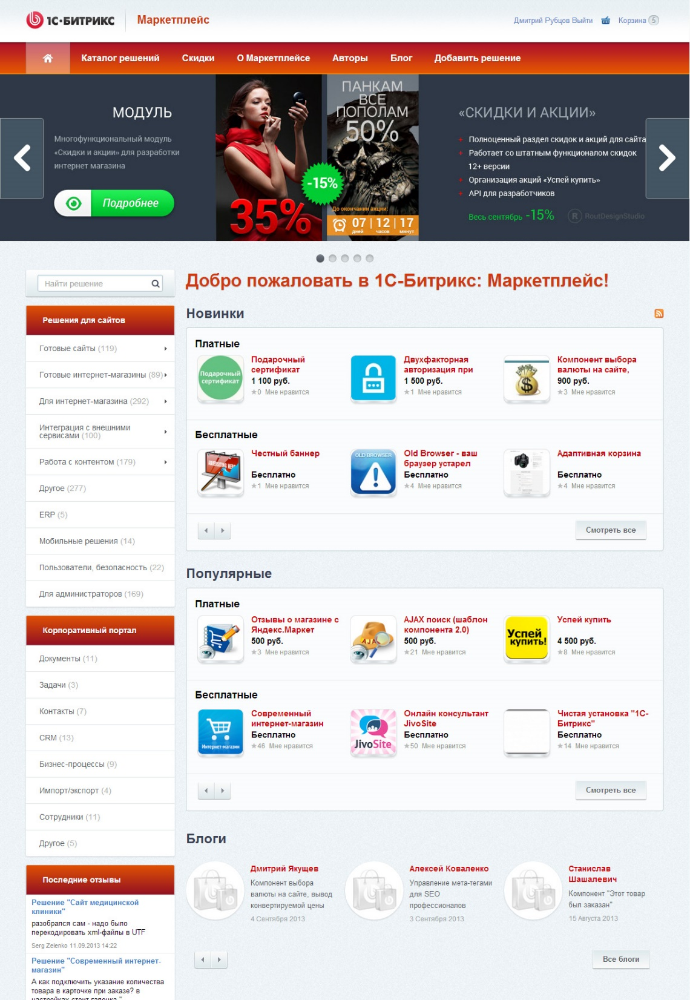 1С·БИТРИКС
Маркетплейс
Дмитрий Рубцов Выйти
Корзина 5
Каталог решений
Скидки
О Маркетплейсе
Авторы
Блог
Добавить решение
МОДУЛЬ
Многофункциональный модуль
«Скидки и акции» для разработки
интернет магазина
Подробнее
35%
-15%
ПАНКАМ
ВСЕ
ПОПОЛАМ
50%
До окончании акции:
07 | 12 | 17
дней часов минут
«СКИДКИ И АКЦИИ»
+ Полноценный раздел скидок и акций для сайта
+ Работает со штатным функционалом скидок
12+ версии
+ Организация акций «Успей купить»
+ API для разработчиков
Весь сентябрь -15%
R RoutDesignStudio
Найти решение
Решения для сайтов
Готовые сайты (119)
Готовые интернет-магазины (89)
Для интернет-магазина (292)
Интеграция с внешними
сервисами (100)
Работа с контентом (179)
Другое (277)
ERP (5)
Мобильные решения (14)
Пользователи, безопасность (22)
Для администраторов (169)
Корпоративный портал
Документы (11)
Задачи (3)
Контакты (7)
CRM (13)
Бизнес-процессы (9)
Импорт/экспорт (4)
Сотрудники (11)
Другое (5)
Последние отзывы
Решение "Сайт медицинской
клиники"
разобрался сам - надо было
перекодировать xml-файлы в UTF
Serg Zelenko 11.09.2013 14:22
Решение "Современный интернет-
магазин"
А как подключить указание количества
товара в карточке при заказе? в
настройках стоит галочка "
Добро пожаловать в 1С-Битрикс: Маркетплейс!
Новинки
Платные
Подарочный
сертификат
Подарочный
сертификат
1 100 руб.
★0 Мне нравится
Двухфакторная
авторизация при
1 500 руб.
★1 Мне нравится
Компонент выбора
валюты на сайте,
900 руб.
★3 Мне нравится
Бесплатные
ADVERTISING HERE
Честный баннер
Бесплатно
★1 Мне нравится
OLD BROWSER
Old Browser - ваш
браузер устарел
Бесплатно
★4 Мне нравится
Адаптивная корзина
Бесплатно
★4 Мне нравится
Смотреть все
Популярные
Платные
Отзывы о магазине с
Яндекс.Маркет
500 руб.
★3 Мне нравится
AJAX поиск (шаблон
компонента 2.0)
500 руб.
★21 Мне нравится
Успей
купить!
Успей купить
4 500 руб.
★8 Мне нравится
Бесплатные
Интернет-магазин
Современный
интернет-магазин
Бесплатно
★46 Мне нравится
JivoSite
Онлайн консультант
JivoSite
Бесплатно
★50 Мне нравится
Чистая установка "1С-
Битрикс"
Бесплатно
★14 Мне нравится
Смотреть все
Блоги
Дмитрий Якущев
Компонент выбора
валюты на сайте, вывод
конвертируемой цены
4 Сентября 2013
Алексей Коваленко
Управление мета-тегами
для SEO
профессионалов
3 Сентября 2013
Станислав
Шашалевич
Компонент "Этот товар
был заказан"
15 Августа 2013
Все блоги